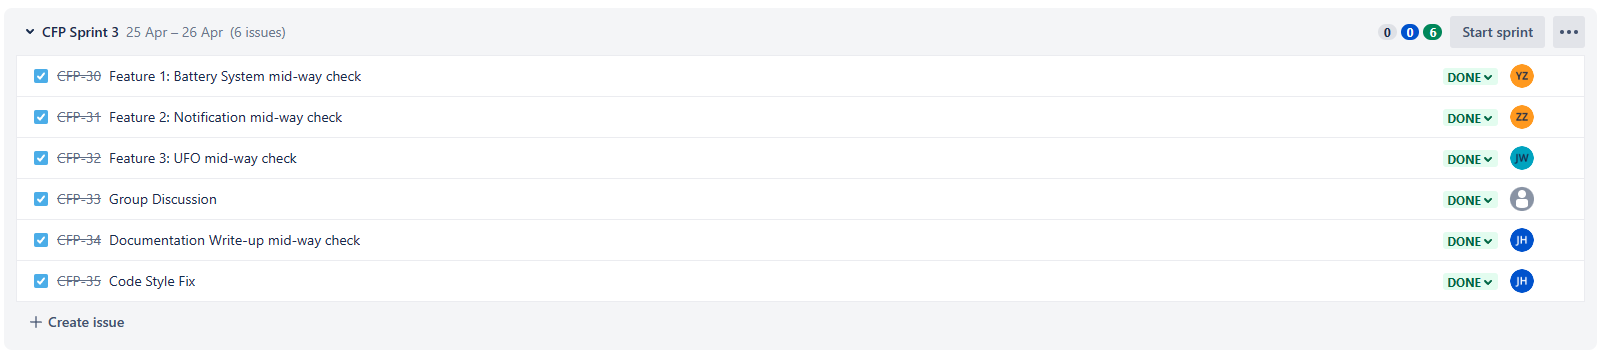 CFP Sprint 3 25 Apr – 26 Apr (6 issues) 0 0 6 Start sprint
CFP-30 Feature 1: Battery System mid-way check DONE YZ
CFP-31 Feature 2: Notification mid-way check DONE ZZ
CFP-32 Feature 3: UFO mid-way check DONE JW
CFP-33 Group Discussion DONE
CFP-34 Documentation Write-up mid-way check DONE JH
CFP-35 Code Style Fix DONE JH
+ Create issue